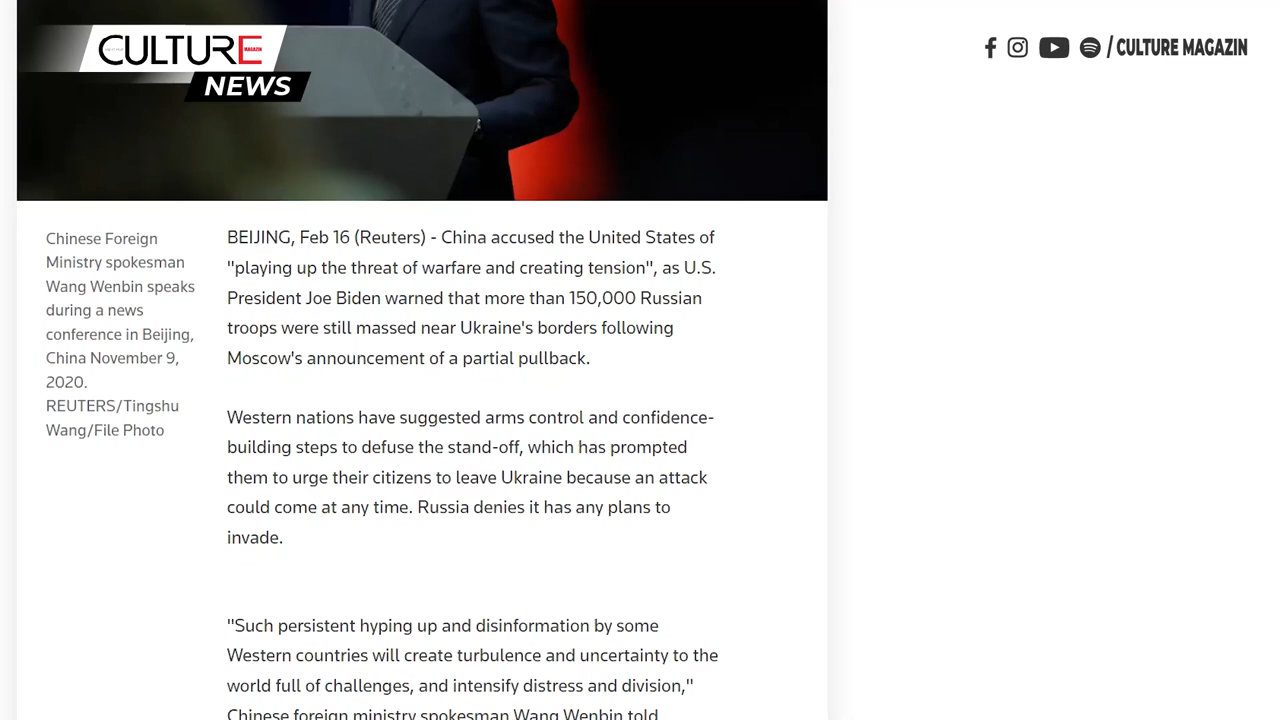 CULTURE
MAGAZIN
NEWS
/ CULTURE MAGAZIN
Chinese Foreign
Ministry spokesman
Wang Wenbin speaks
during a news
conference in Beijing,
China November 9,
2020.
REUTERS/Tingshu
Wang/File Photo
BEIJING, Feb 16 (Reuters) - China accused the United States of
"playing up the threat of warfare and creating tension", as U.S.
President Joe Biden warned that more than 150,000 Russian
troops were still massed near Ukraine's borders following
Moscow's announcement of a partial pullback.
Western nations have suggested arms control and confidence-
building steps to defuse the stand-off, which has prompted
them to urge their citizens to leave Ukraine because an attack
could come at any time. Russia denies it has any plans to
invade.
"Such persistent hyping up and disinformation by some
Western countries will create turbulence and uncertainty to the
world full of challenges, and intensify distress and division,"
Chinese foreign ministry spokesman Wang Wenbin told